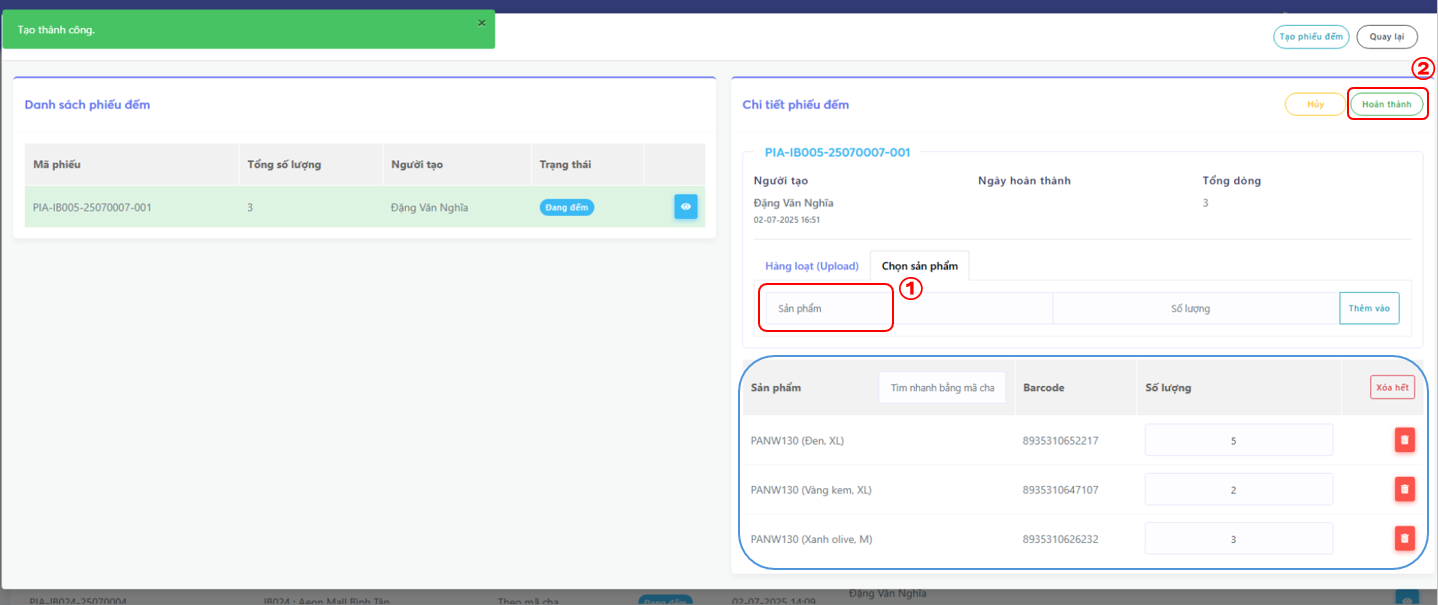 Tạo thành công.
×
Tạo phiếu đếm
Quay lại
②
Danh sách phiếu đếm
Mã phiếu Tổng số lượng Người tạo Trạng thái
PIA-IB005-25070007-001 3 Đặng Văn Nghĩa Đang đếm
Chi tiết phiếu đếm
Hủy
Hoàn thành
PIA-IB005-25070007-001
Người tạo Ngày hoàn thành Tổng dòng
Đặng Văn Nghĩa 3
02-07-2025 16:51
Hàng loạt (Upload) Chọn sản phẩm
①
Sản phẩm Số lượng Thêm vào
Sản phẩm Tìm nhanh bằng mã cha Barcode Số lượng Xóa hết
PANW130 (Đen, XL) 8935310652217 5
PANW130 (Vàng kem, XL) 8935310647107 2
PANW130 (Xanh olive, M) 8935310626232 3
PIA-IB024-25070004 IB024 : Aeon Mall Bình Tân Theo mã cha Đang đếm 02-07-2025 14:09 Đặng Văn Nghĩa